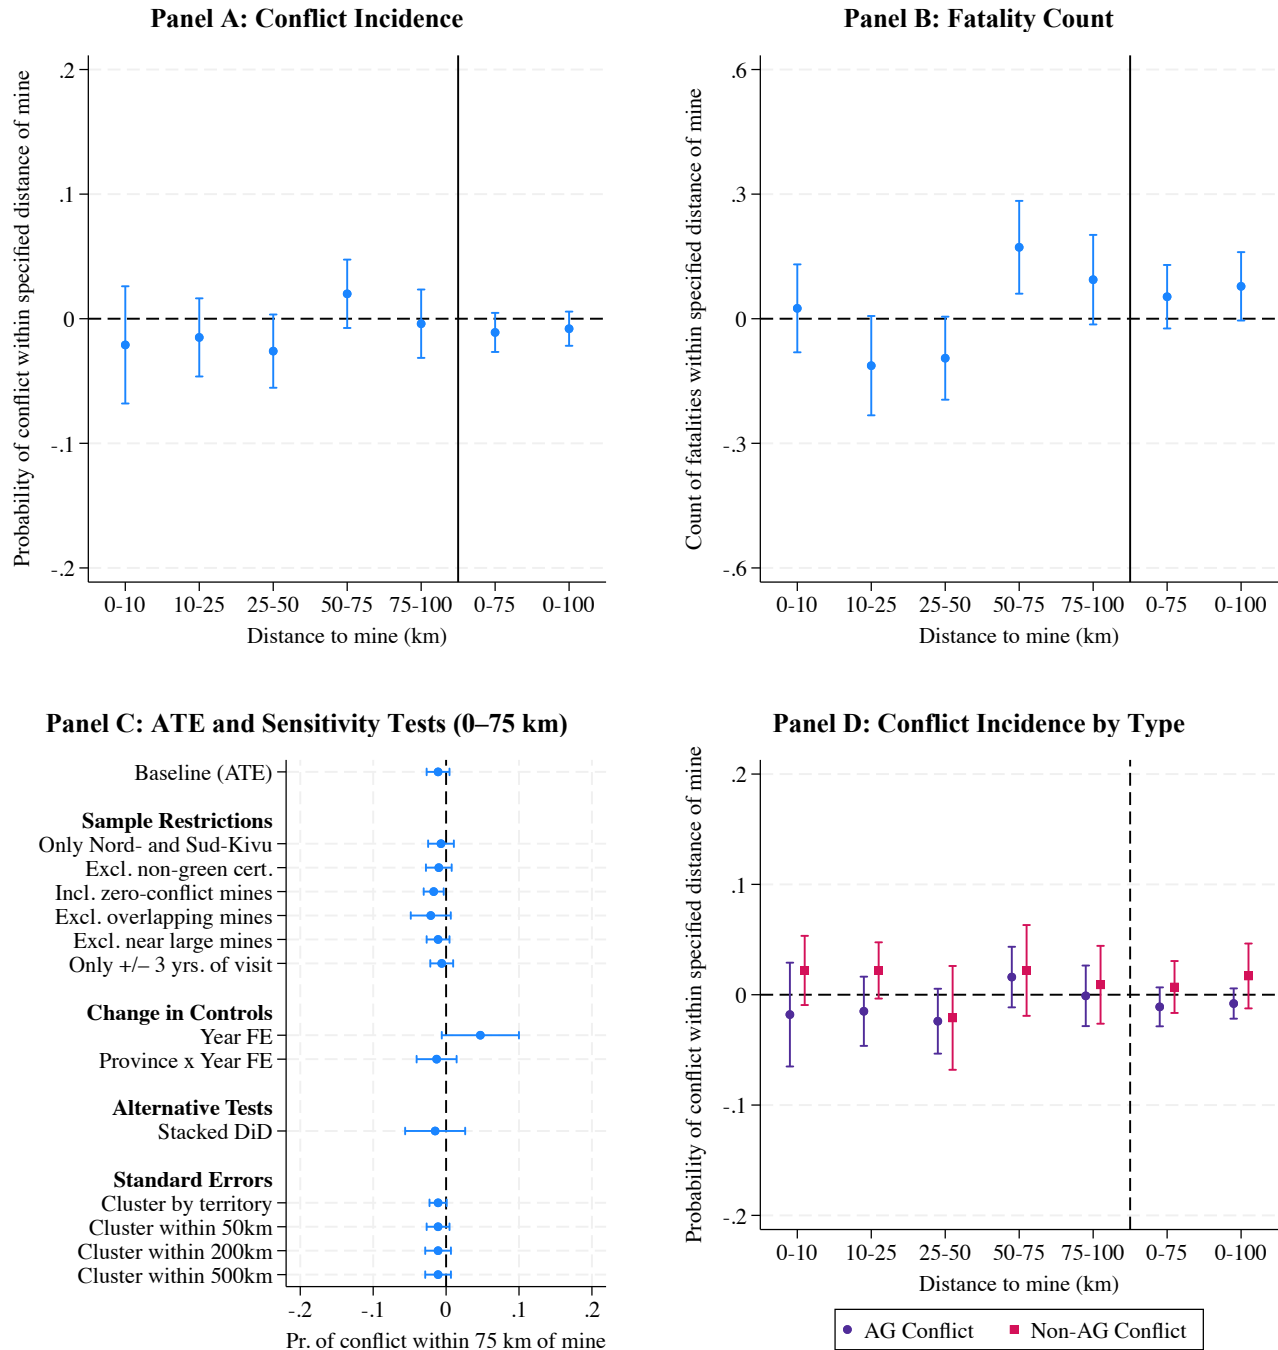 Panel A: Conflict Incidence
Probability of conflict within specified distance of mine
.2
.1
0
-.1
-.2
0-10 10-25 25-50 50-75 75-100 0-75 0-100
Distance to mine (km)
Panel B: Fatality Count
Count of fatalities within specified distance of mine
.6
.3
0
-.3
-.6
0-10 10-25 25-50 50-75 75-100 0-75 0-100
Distance to mine (km)
Panel C: ATE and Sensitivity Tests (0–75 km)
Baseline (ATE)
Sample Restrictions
Only Nord- and Sud-Kivu
Excl. non-green cert.
Incl. zero-conflict mines
Excl. overlapping mines
Excl. near large mines
Only +/– 3 yrs. of visit
Change in Controls
Year FE
Province x Year FE
Alternative Tests
Stacked DiD
Standard Errors
Cluster by territory
Cluster within 50km
Cluster within 200km
Cluster within 500km
-.2 -.1 0 .1 .2
Pr. of conflict within 75 km of mine
Panel D: Conflict Incidence by Type
Probability of conflict within specified distance of mine
.2
.1
0
-.1
-.2
0-10 10-25 25-50 50-75 75-100 0-75 0-100
Distance to mine (km)
AG Conflict Non-AG Conflict